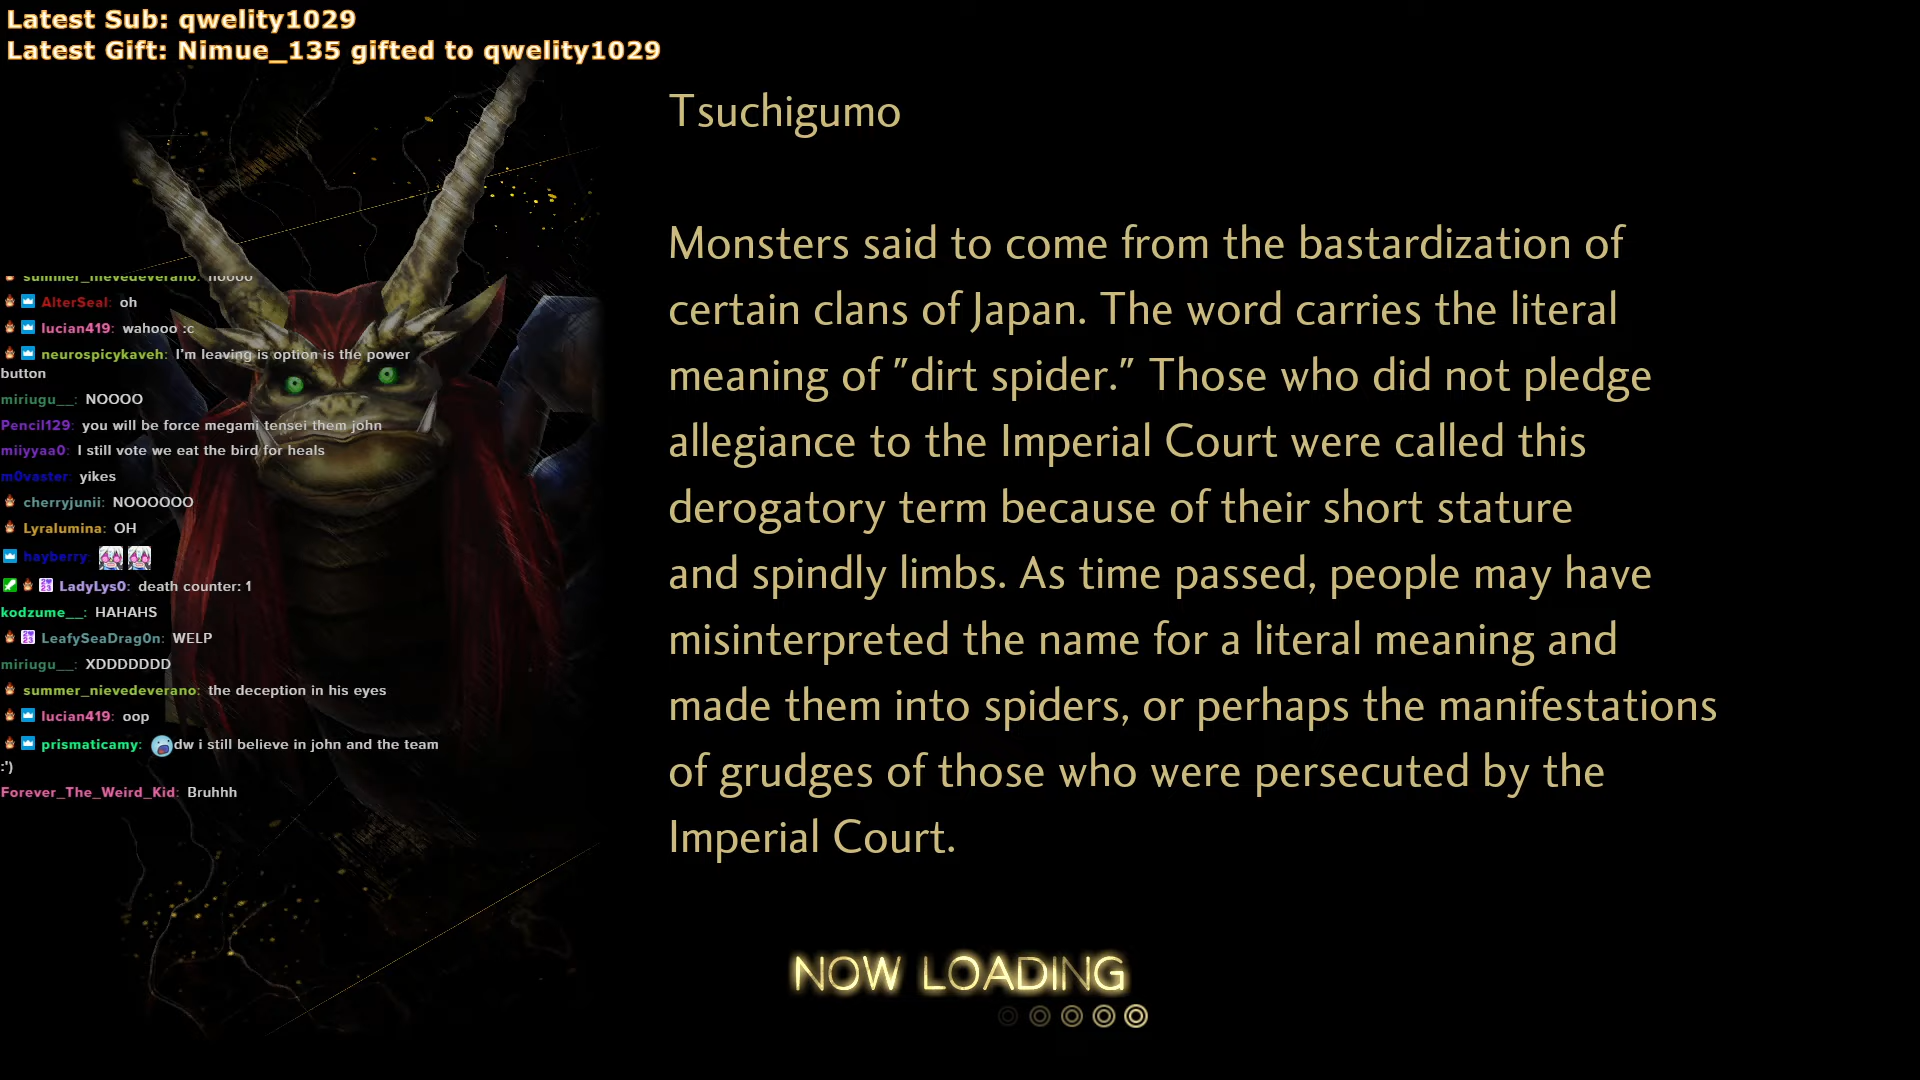 Latest Sub: qwelity1029
Latest Gift: Nimue_135 gifted to qwelity1029
Tsuchigumo
Monsters said to come from the bastardization of
certain clans of Japan. The word carries the literal
meaning of "dirt spider." Those who did not pledge
allegiance to the Imperial Court were called this
derogatory term because of their short stature
and spindly limbs. As time passed, people may have
misinterpreted the name for a literal meaning and
made them into spiders, or perhaps the manifestations
of grudges of those who were persecuted by the
Imperial Court.
summer_nievedeverano: noooo
AlterSeal: oh
lucian419: wahooo :c
neurospicykaveh: I'm leaving is option is the power
button
miriugu__: NOOOO
Pencil129: you will be force megami tensei them john
miiyyaa0: I still vote we eat the bird for heals
m0vaster: yikes
cherryjunii: NOOOOOO
Lyralumina: OH
hayberry:
LadyLys0: death counter: 1
kodzume__: HAHAHS
LeafySeaDrag0n: WELP
miriugu__: XDDDDDDD
summer_nievedeverano: the deception in his eyes
lucian419: oop
prismaticamy: dw i still believe in john and the team
:')
Forever_The_Weird_Kid: Bruhhh
NOW LOADING